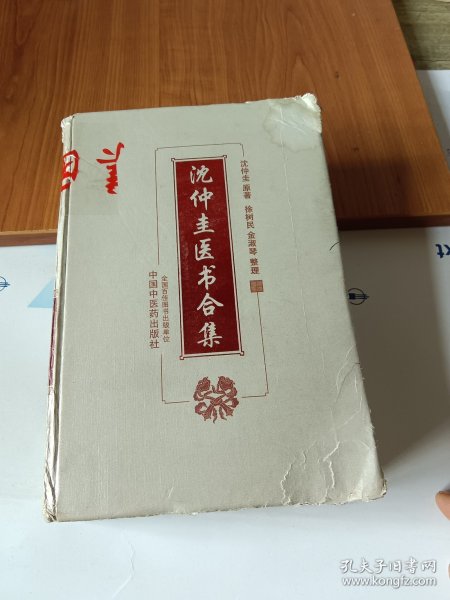 沈仲圭医书合集
沈仲圭 原著 徐树民 金淑琴 整理
全国百佳图书出版单位
中国中医药出版社
孔夫子旧书网
www.kongfz.com